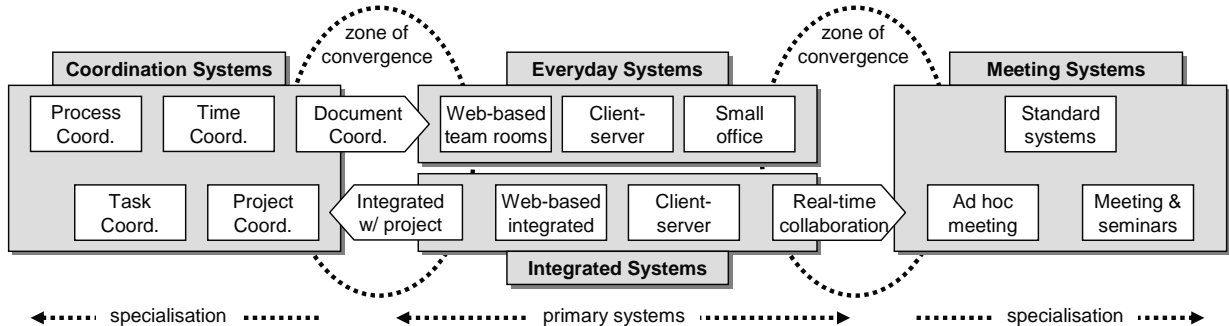 zone of
convergence
zone of
convergence
Coordination Systems
Everyday Systems
Meeting Systems
Process
Coord.
Time
Coord.
Document
Coord.
Web-based
team rooms
Client-
server
Small
office
Standard
systems
Task
Coord.
Project
Coord.
Integrated
w/ project
Web-based
integrated
Client-
server
Real-time
collaboration
Ad hoc
meeting
Meeting &
seminars
Integrated Systems
specialisation
primary systems
specialisation